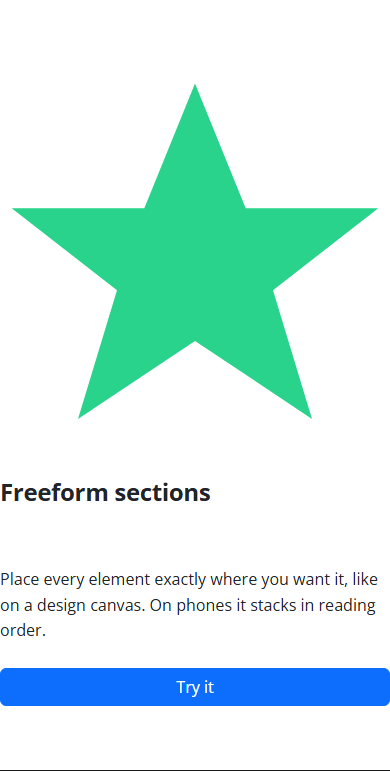 Freeform sections
Place every element exactly where you want it, like
on a design canvas. On phones it stacks in reading
order.
Try it